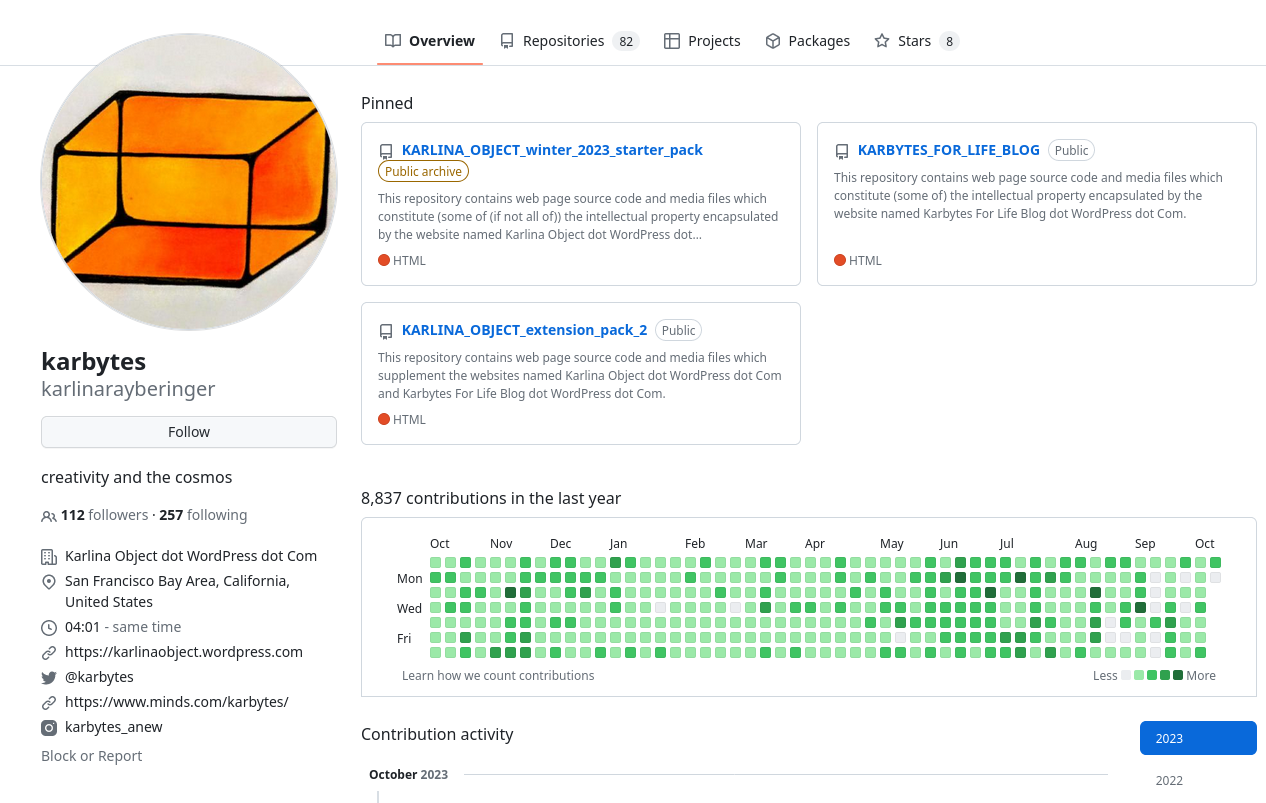 Overview
Repositories 82
Projects
Packages
Stars 8
karbytes
karlinarayberinger
Follow
creativity and the cosmos
112 followers · 257 following
Karlina Object dot WordPress dot Com
San Francisco Bay Area, California,
United States
04:01 - same time
https://karlinaobject.wordpress.com
@karbytes
https://www.minds.com/karbytes/
karbytes_anew
Block or Report
Pinned
KARLINA_OBJECT_winter_2023_starter_pack
Public archive
This repository contains web page source code and media files which
constitute (some of (if not all of)) the intellectual property encapsulated
by the website named Karlina Object dot WordPress dot...
HTML
KARBYTES_FOR_LIFE_BLOG Public
This repository contains web page source code and media files which
constitute (some of) the intellectual property encapsulated by the
website named Karbytes For Life Blog dot WordPress dot Com.
HTML
KARLINA_OBJECT_extension_pack_2 Public
This repository contains web page source code and media files which
supplement the websites named Karlina Object dot WordPress dot Com
and Karbytes For Life Blog dot WordPress dot Com.
HTML
8,837 contributions in the last year
Oct Nov Dec Jan Feb Mar Apr May Jun Jul Aug Sep Oct
Mon
Wed
Fri
Learn how we count contributions
Less More
Contribution activity
2023
2022
October 2023